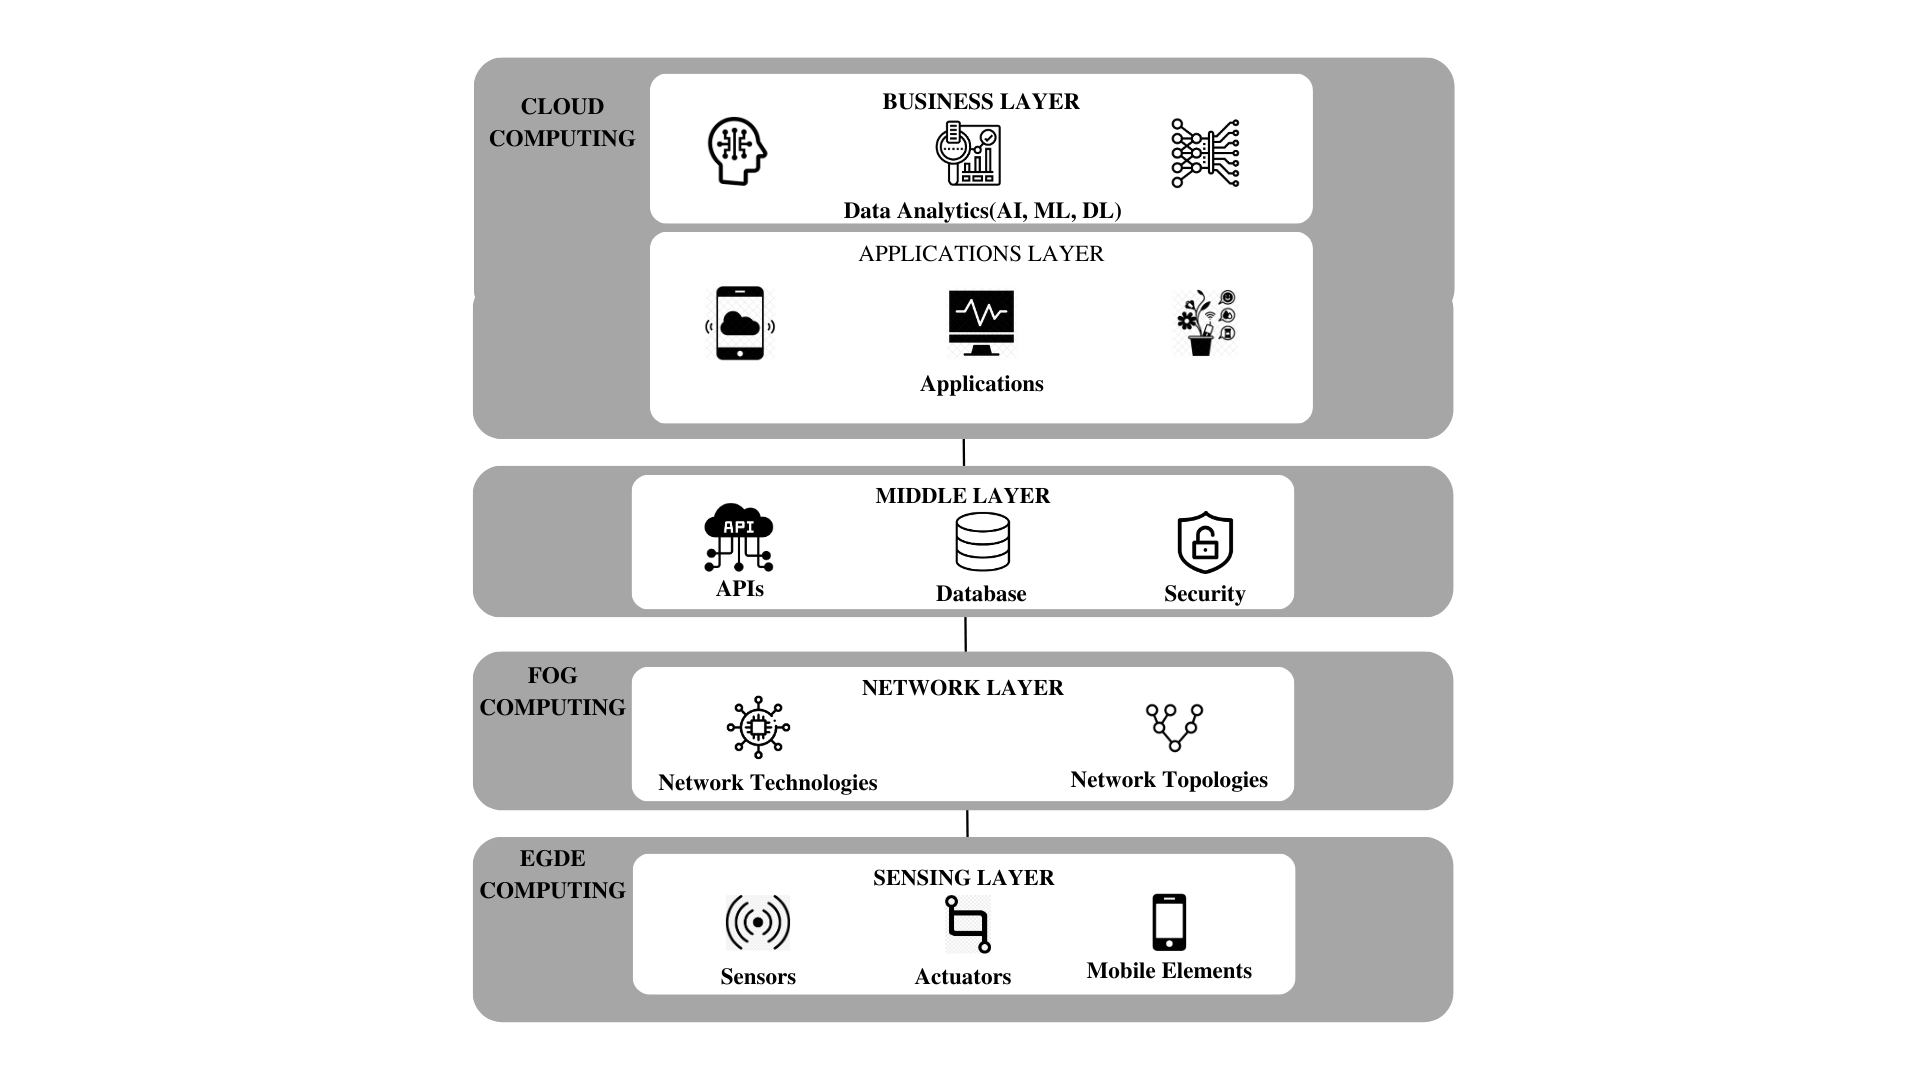 CLOUD
COMPUTING
BUSINESS LAYER
Data Analytics(AI, ML, DL)
APPLICATIONS LAYER
Applications
MIDDLE LAYER
API
APIs
Database
Security
FOG
COMPUTING
NETWORK LAYER
Network Technologies
Network Topologies
EGDE
COMPUTING
SENSING LAYER
Sensors
Actuators
Mobile Elements